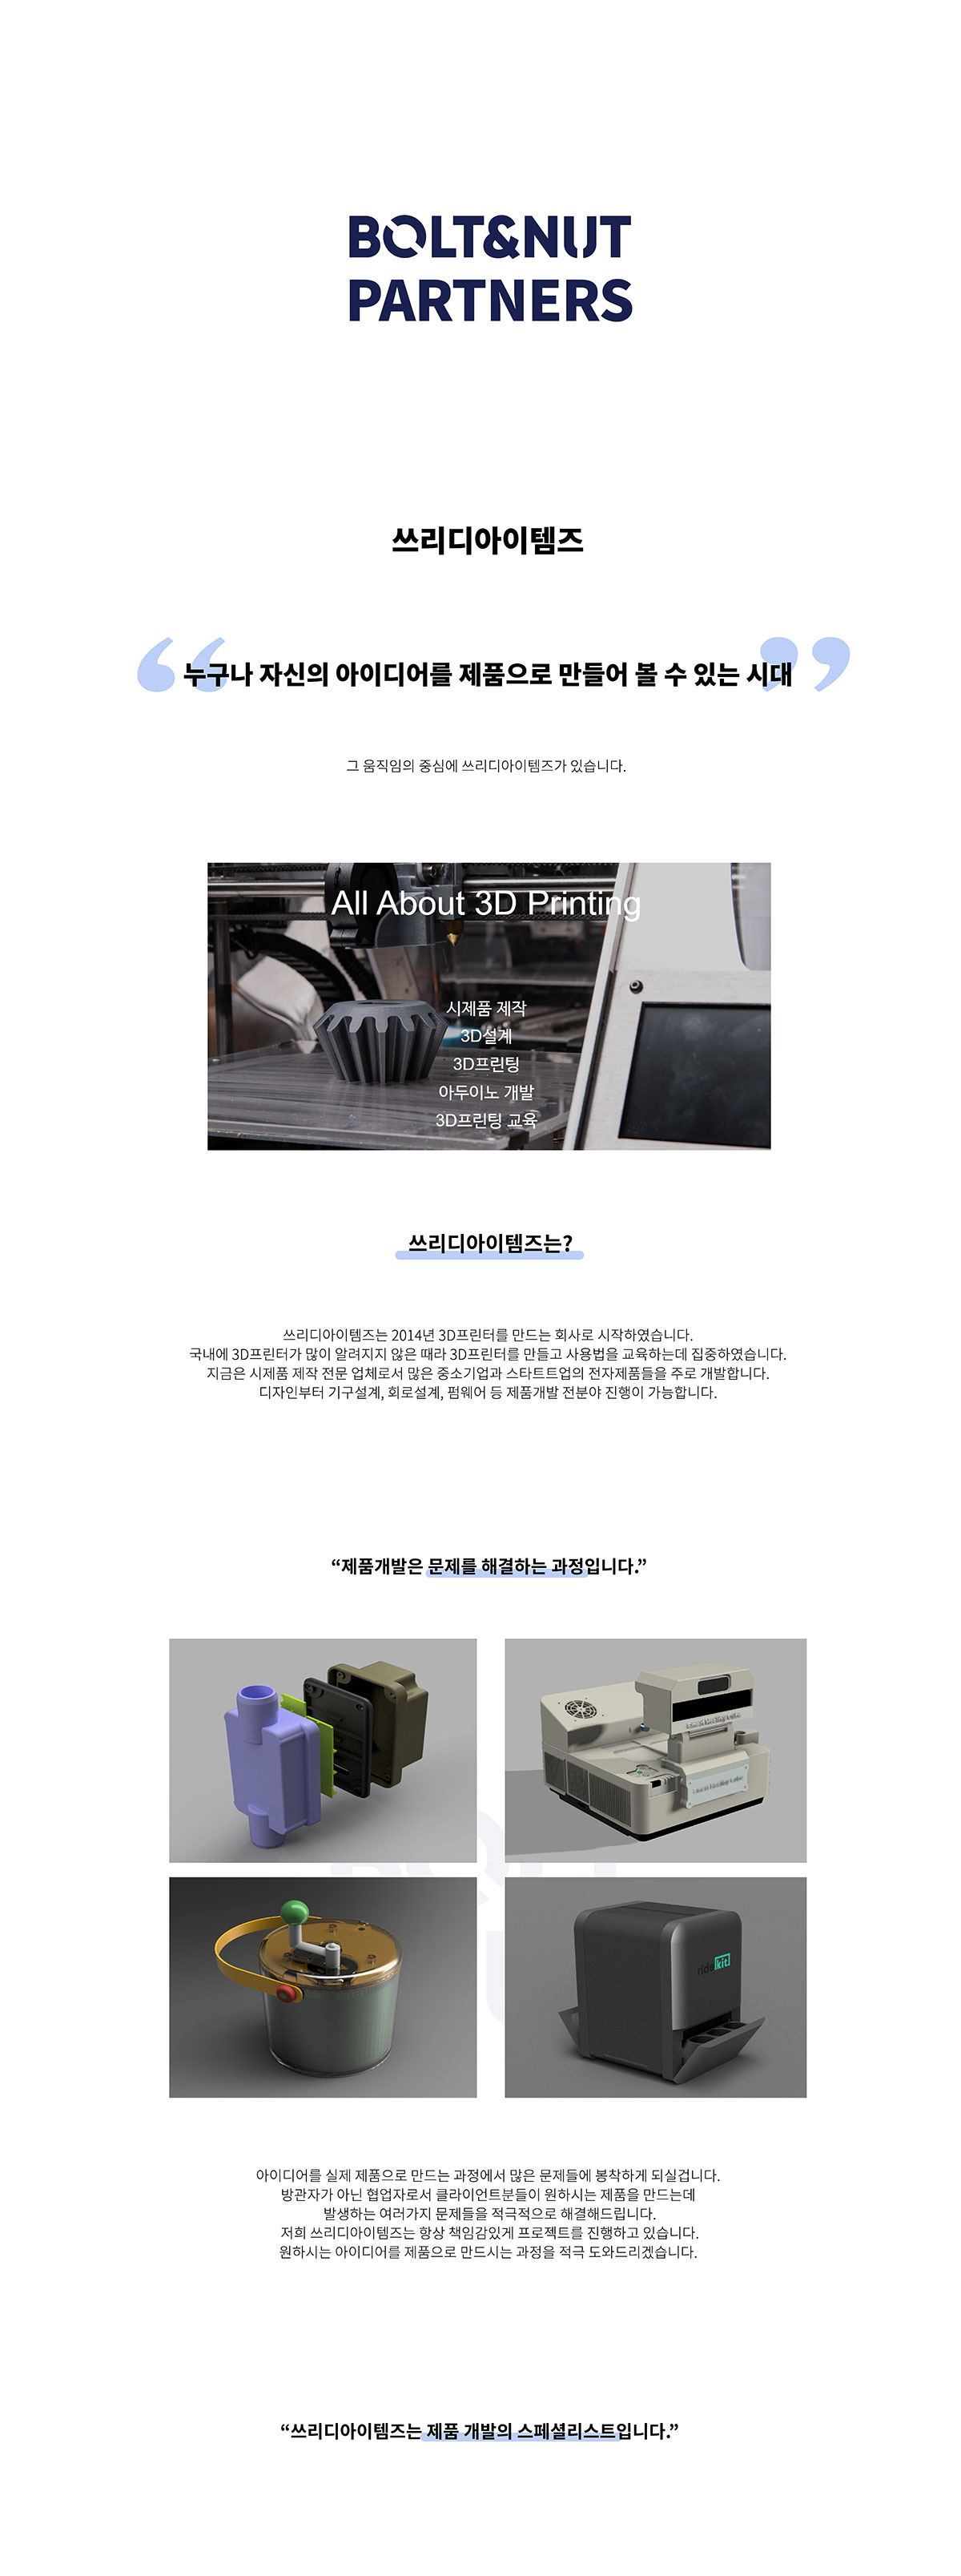 BOLT&NUT
PARTNERS
쓰리디아이템즈
“누구나 자신의 아이디어를 제품으로 만들어 볼 수 있는 시대”
그 움직임의 중심에 쓰리디아이템즈가 있습니다.
All About 3D Printing
시제품 제작
3D설계
3D프린팅
아두이노 개발
3D프린팅 교육
쓰리디아이템즈는?
쓰리디아이템즈는 2014년 3D프린터를 만드는 회사로 시작하였습니다.
국내에 3D프린터가 많이 알려지지 않은 때라 3D프린터를 만들고 사용법을 교육하는데 집중하였습니다.
지금은 시제품 제작 전문 업체로서 많은 중소기업과 스타트트업의 전자제품들을 주로 개발합니다.
디자인부터 기구설계, 회로설계, 펌웨어 등 제품개발 전분야 진행이 가능합니다.
“제품개발은 문제를 해결하는 과정입니다.”
ride kit
아이디어를 실제 제품으로 만드는 과정에서 많은 문제들에 봉착하게 되실겁니다.
방관자가 아닌 협업자로서 클라이언트분들이 원하시는 제품을 만드는데
발생하는 여러가지 문제들을 적극적으로 해결해드립니다.
저희 쓰리디아이템즈는 항상 책임감있게 프로젝트를 진행하고 있습니다.
원하시는 아이디어를 제품으로 만드시는 과정을 적극 도와드리겠습니다.
“쓰리디아이템즈는 제품 개발의 스페셜리스트입니다.”